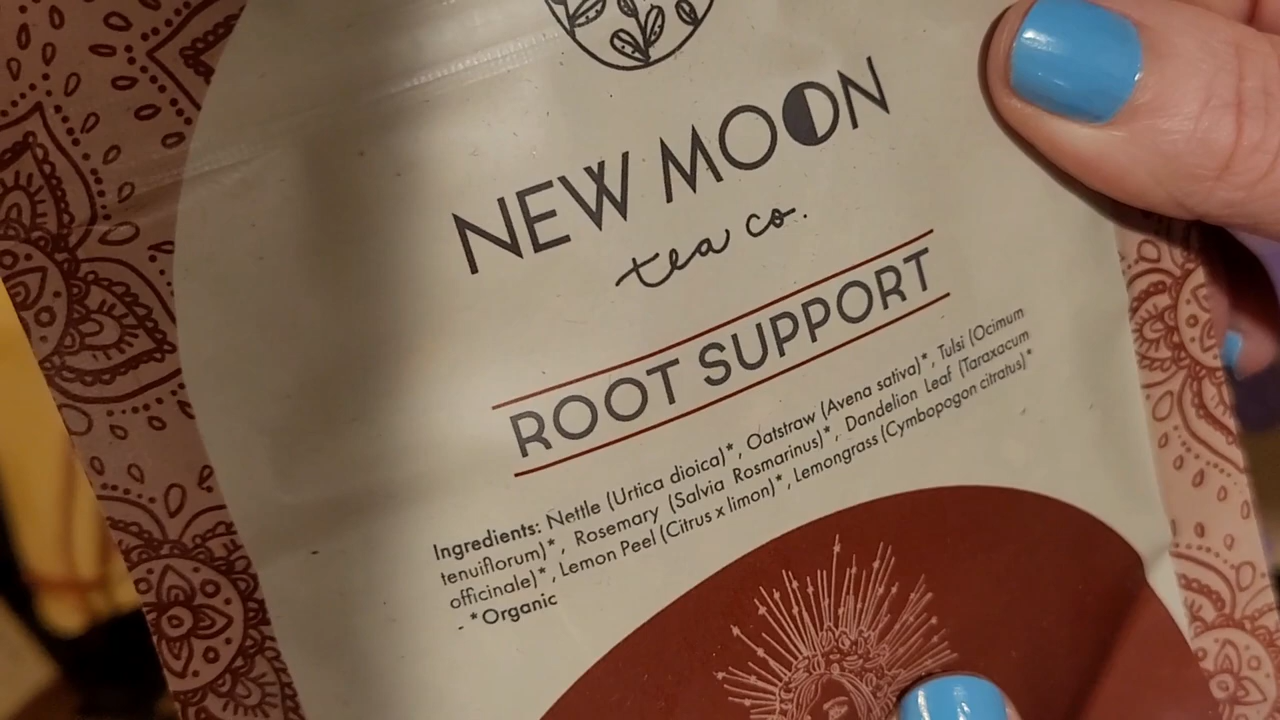 NEW MOON
tea co.
ROOT SUPPORT
Ingredients: Nettle (Urtica dioica)*, Oatstraw (Avena sativa)*, Tulsi (Ocimum
tenuiflorum)*, Rosemary (Salvia Rosmarinus)*, Dandelion Leaf (Taraxacum
officinale)*, Lemon Peel (Citrus x limon)*, Lemongrass (Cymbopogon citratus)*
- *Organic